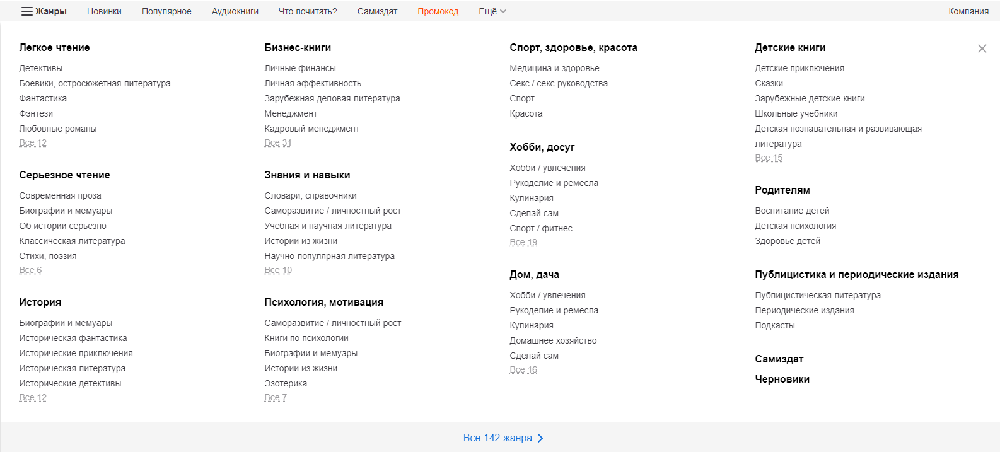 Жанры Новинки Популярное Аудиокниги Что почитать? Самиздат Промокод Ещё Компания
Легкое чтение
Детективы
Боевики, остросюжетная литература
Фантастика
Фэнтези
Любовные романы
Все 12
Серьезное чтение
Современная проза
Биографии и мемуары
Об истории серьезно
Классическая литература
Стихи, поэзия
Все 6
История
Биографии и мемуары
Историческая фантастика
Исторические приключения
Историческая литература
Исторические детективы
Все 12
Бизнес-книги
Личные финансы
Личная эффективность
Зарубежная деловая литература
Менеджмент
Кадровый менеджмент
Все 31
Знания и навыки
Словари, справочники
Саморазвитие / личностный рост
Учебная и научная литература
Истории из жизни
Научно-популярная литература
Все 10
Психология, мотивация
Саморазвитие / личностный рост
Книги по психологии
Биографии и мемуары
Истории из жизни
Эзотерика
Все 7
Спорт, здоровье, красота
Медицина и здоровье
Секс / секс-руководства
Спорт
Красота
Хобби, досуг
Хобби / увлечения
Рукоделие и ремесла
Кулинария
Сделай сам
Спорт / фитнес
Все 19
Дом, дача
Хобби / увлечения
Рукоделие и ремесла
Кулинария
Домашнее хозяйство
Сделай сам
Все 16
Детские книги
Детские приключения
Сказки
Зарубежные детские книги
Школьные учебники
Детская познавательная и развивающая
литература
Все 15
Родителям
Воспитание детей
Детская психология
Здоровье детей
Публицистика и периодические издания
Публицистическая литература
Периодические издания
Подкасты
Самиздат
Черновики
Все 142 жанра